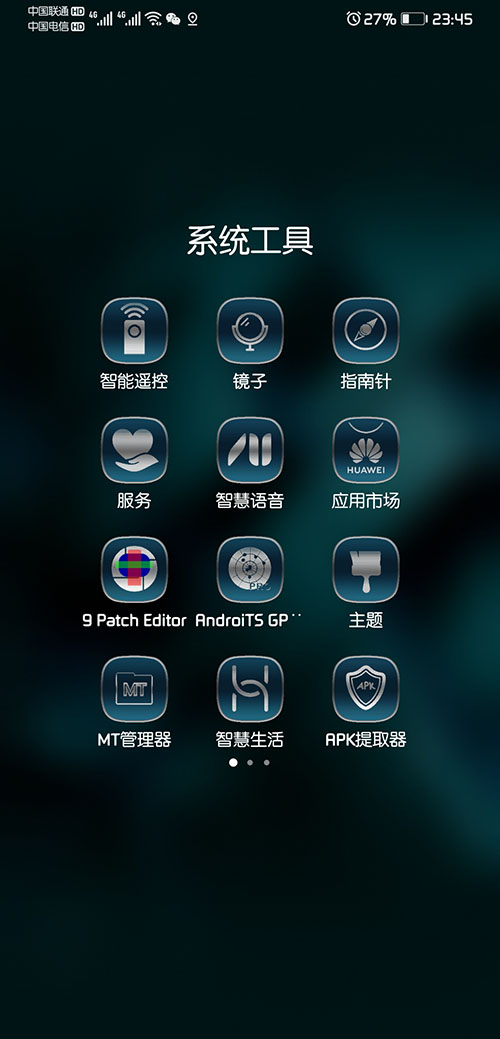 中国联通 HD 4G 4G 27% 23:45
中国电信 HD
系统工具
智能遥控 镜子 指南针
HUAWEI
服务 智慧语音 应用市场
PRO
9 Patch Editor AndroiTS GP··
主题
MT APK
MT管理器 智慧生活 APK提取器